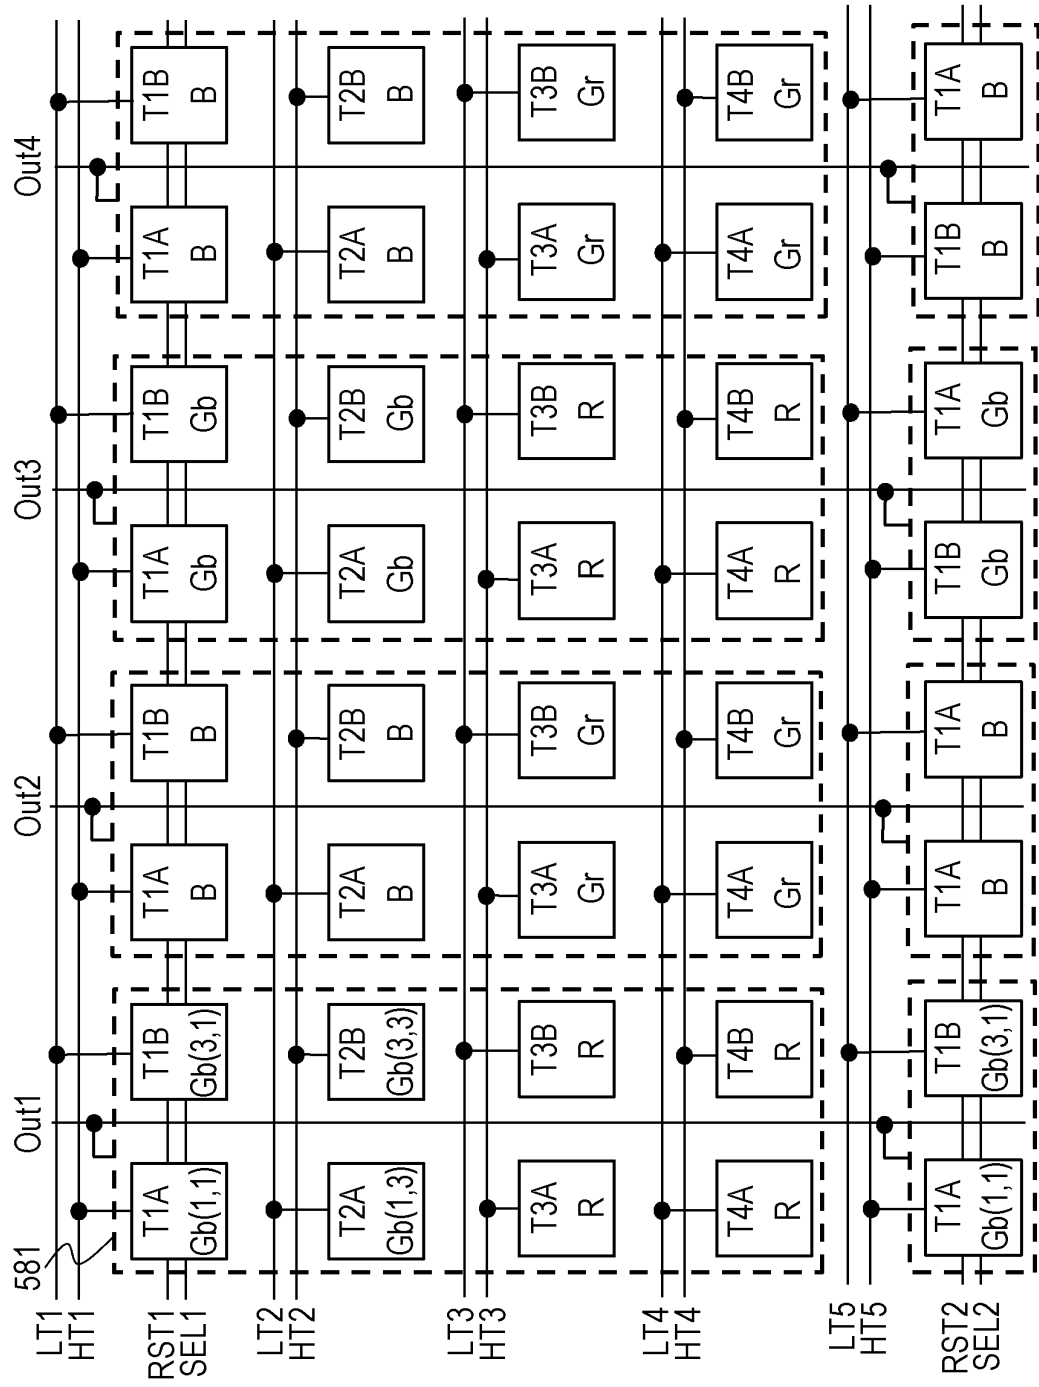 581
Out1
Out2
Out3
Out4
LT1
HT1
RST1
SEL1
T1A
Gb(1,1)
T1B
Gb(3,1)
T1A
B
T1B
B
T1A
Gb
T1B
Gb
T1A
B
T1B
B
LT2
HT2
T2A
Gb(1,3)
T2B
Gb(3,3)
T2A
B
T2B
B
T2A
Gb
T2B
Gb
T2A
B
T2B
B
LT3
HT3
T3A
R
T3B
R
T3A
Gr
T3B
Gr
T3A
R
T3B
R
T3A
Gr
T3B
Gr
LT4
HT4
T4A
R
T4B
R
T4A
Gr
T4B
Gr
T4A
R
T4B
R
T4A
Gr
T4B
Gr
LT5
HT5
RST2
SEL2
T1A
Gb(1,1)
T1B
Gb(3,1)
T1A
B
T1A
B
T1B
Gb
T1A
Gb
T1B
B
T1A
B